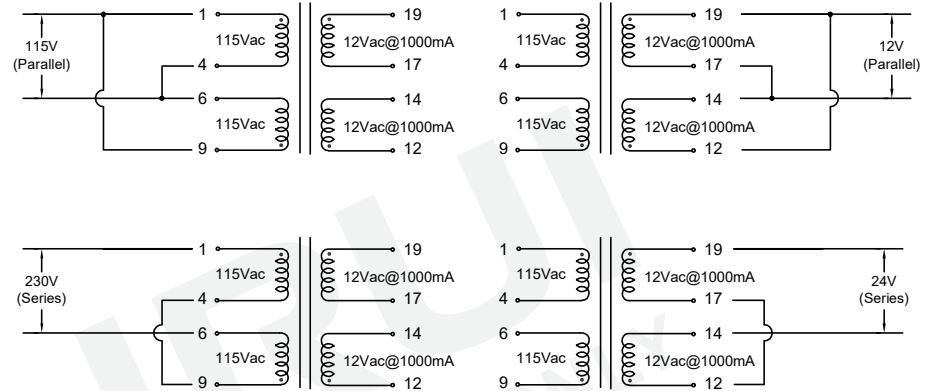 1 19 1 19
115V (Parallel) 115Vac 12Vac@1000mA 115Vac 12Vac@1000mA 12V (Parallel)
4 17 4 17
6 14 6 14
115Vac 12Vac@1000mA 115Vac 12Vac@1000mA
9 12 9 12
1 19 1 19
230V (Series) 115Vac 12Vac@1000mA 115Vac 12Vac@1000mA 24V (Series)
4 17 4 17
6 14 6 14
115Vac 12Vac@1000mA 115Vac 12Vac@1000mA
9 12 9 12
IRUI